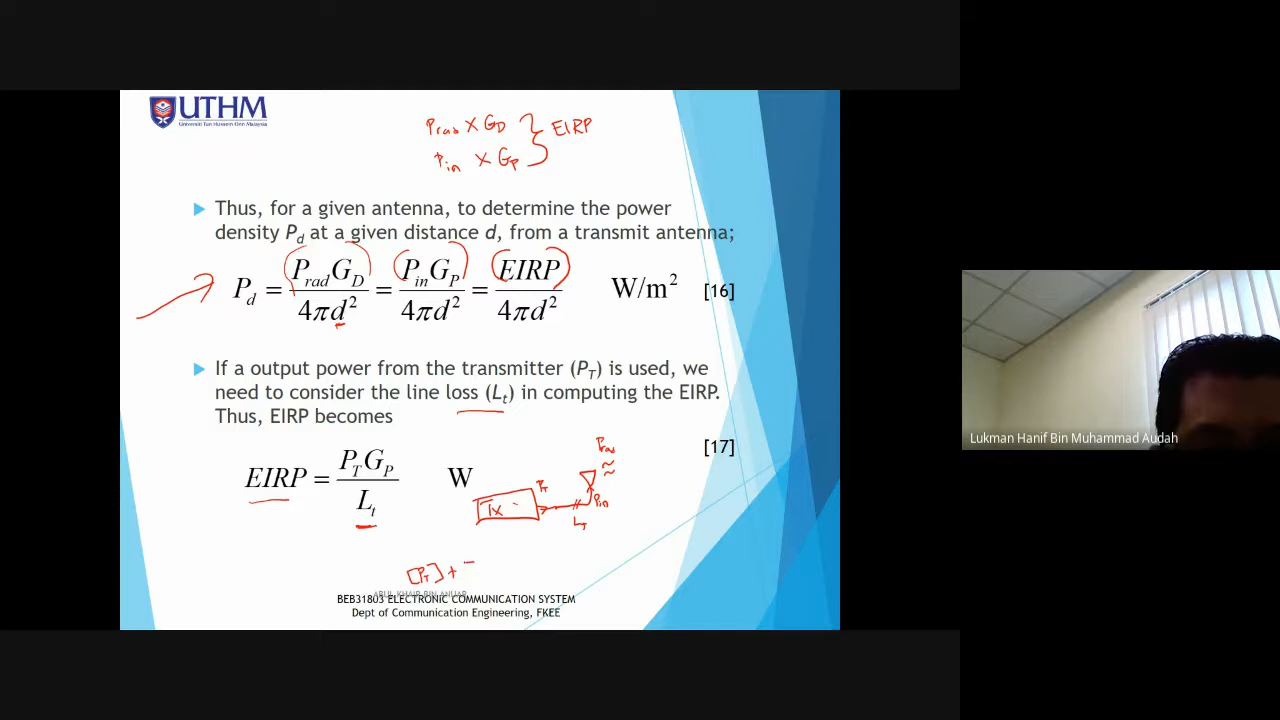 UTHM
Universiti Tun Hussein Onn Malaysia
Prad X GD } EIRP
Pin X GP
Thus, for a given antenna, to determine the power
density Pd at a given distance d, from a transmit antenna;
Pd = PradGD / 4πd² = PinGP / 4πd² = EIRP / 4πd² W/m² [16]
If a output power from the transmitter (PT) is used, we
need to consider the line loss (Lt) in computing the EIRP.
Thus, EIRP becomes
[17]
EIRP = PTGP / Lt W
Prad
PT
Tx
Pin
LT
[PT] +
ABUL KHAIR BIN ANUAR
BEB31803 ELECTRONIC COMMUNICATION SYSTEM
Dept of Communication Engineering, FKEE
Lukman Hanif Bin Muhammad Audah